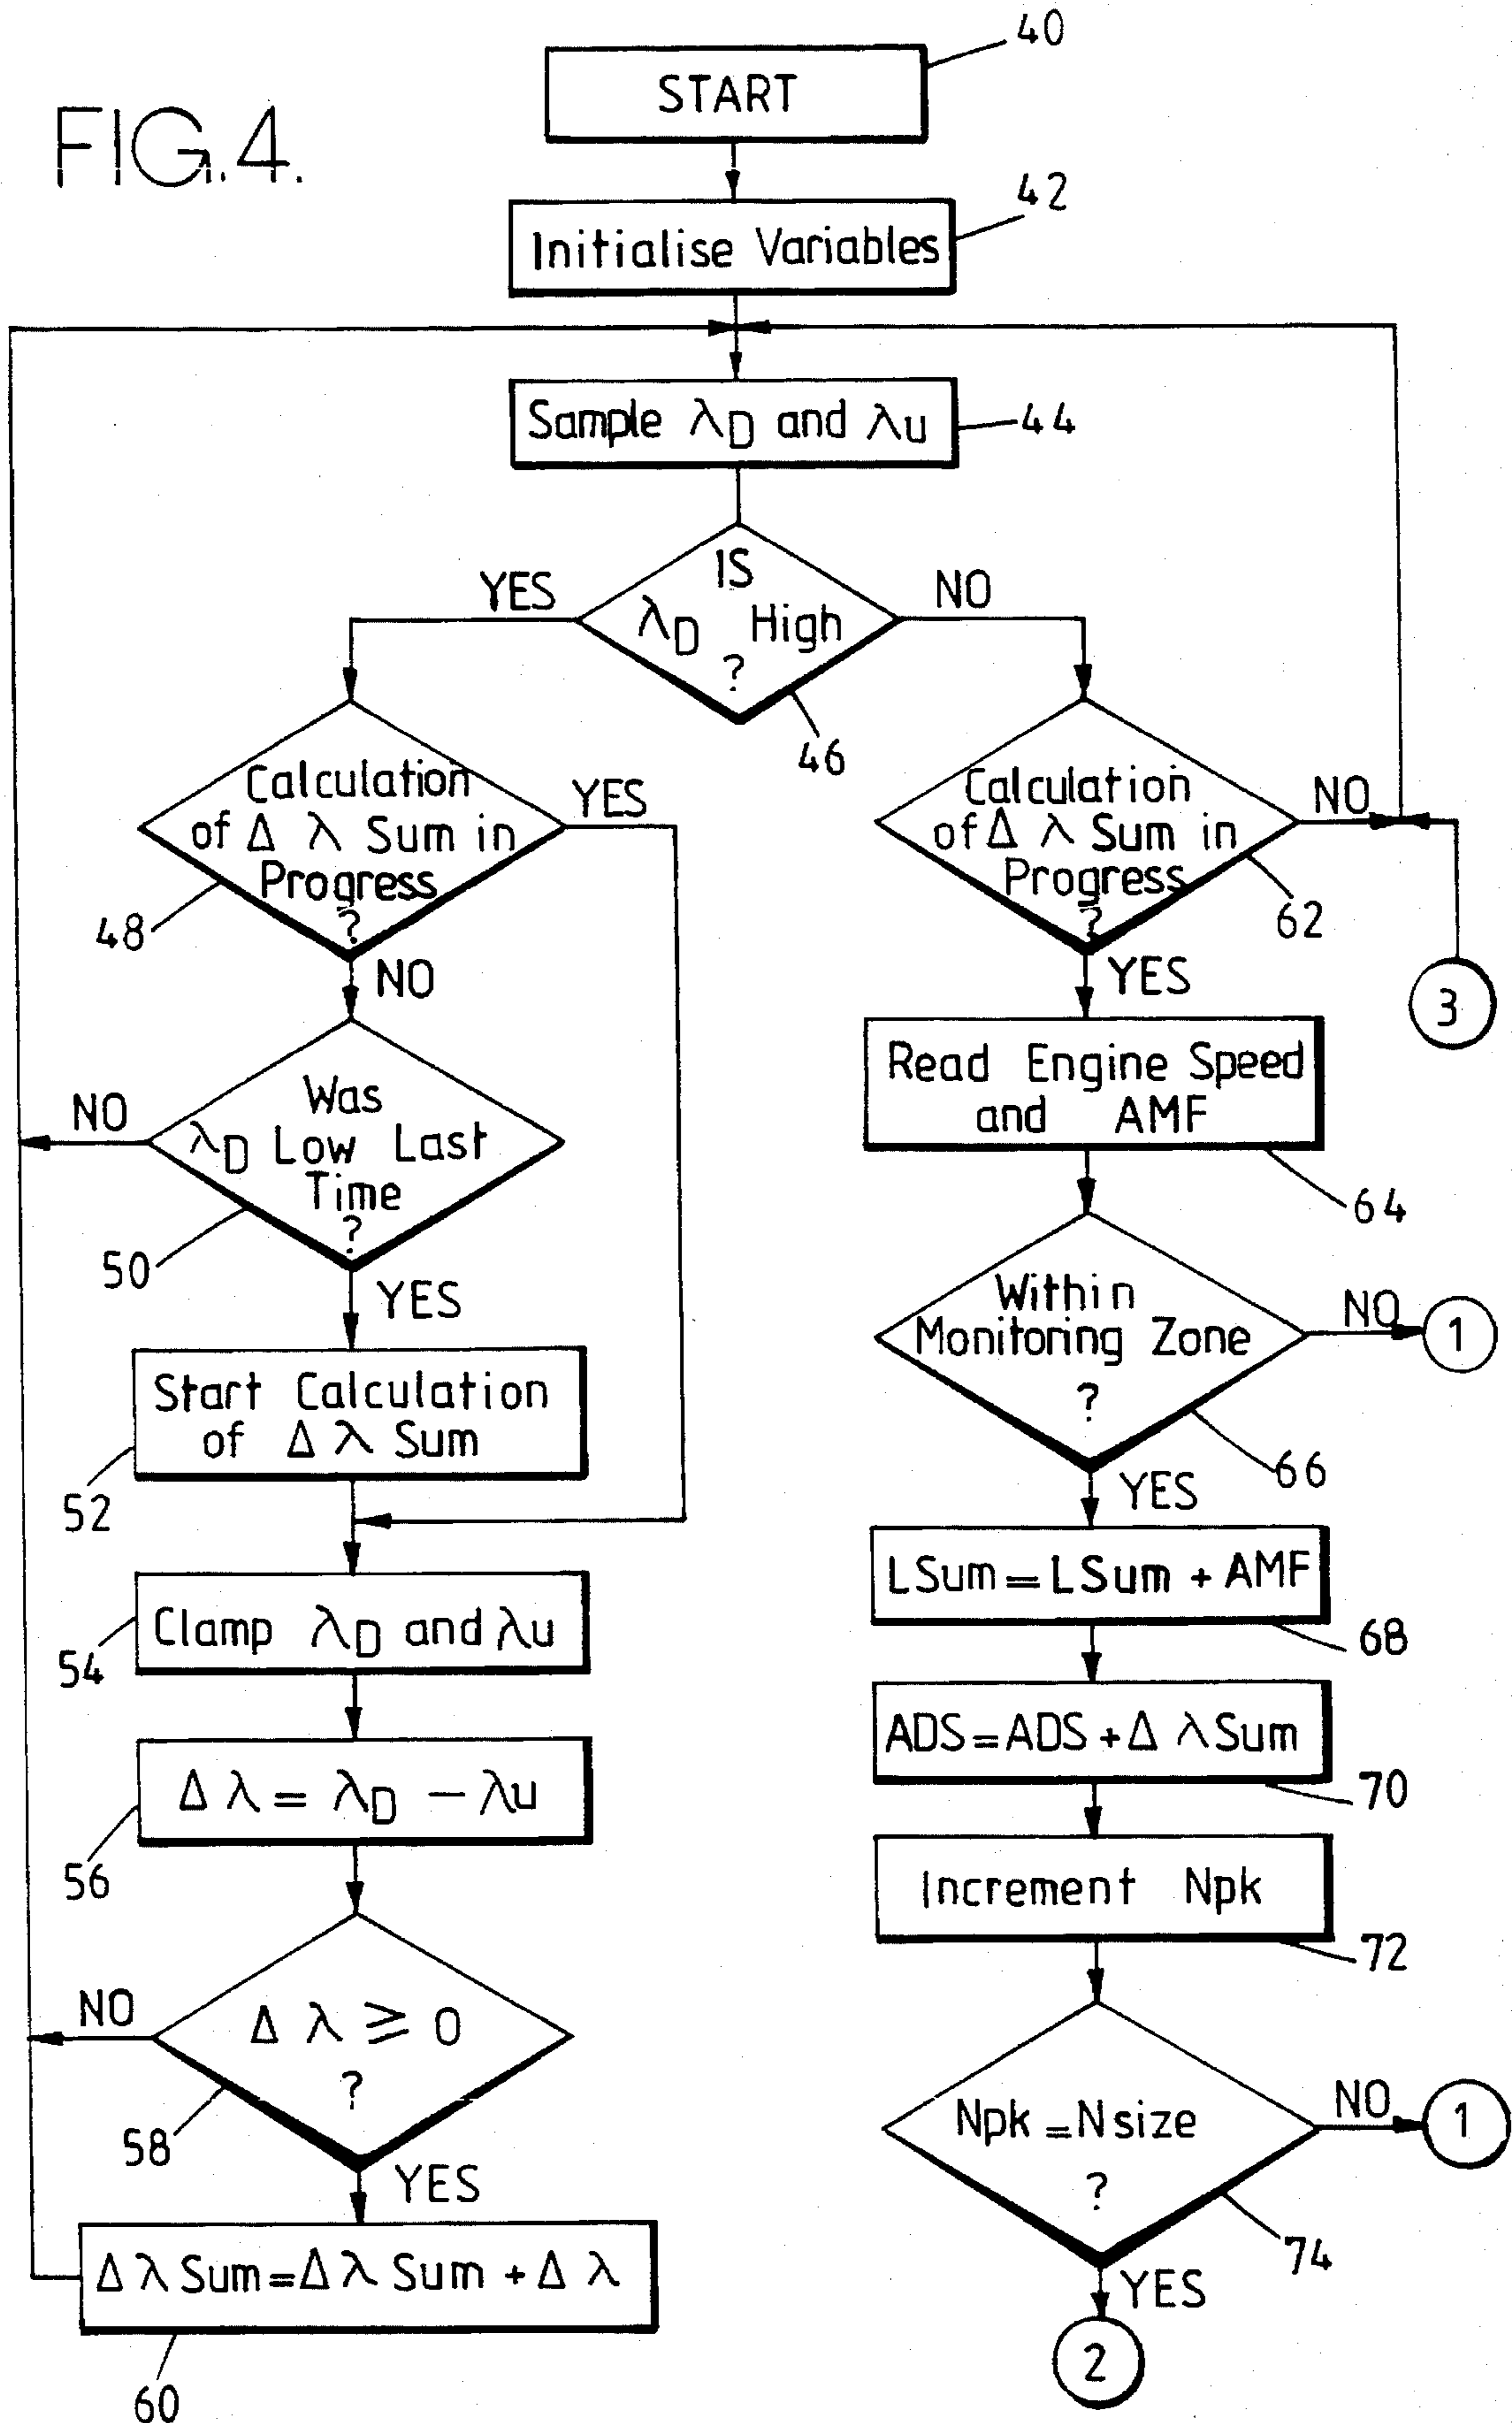 FIG.4.
40
START
42
Initialise Variables
Sample λD and λu
44
IS
λD High
?
YES
NO
46
Calculation
of Δ λ Sum in
Progress
?
48
YES
NO
Was
λD Low Last
Time
?
50
NO
YES
Start Calculation
of Δ λ Sum
52
Clamp λD and λu
54
Δ λ = λD – λu
56
Δ λ ≥ 0
?
58
NO
YES
Δ λ Sum = Δ λ Sum + Δ λ
60
Calculation
of Δ λ Sum in
Progress
?
62
NO
3
YES
Read Engine Speed
and AMF
64
Within
Monitoring Zone
?
66
NO
1
YES
LSum = LSum + AMF
68
ADS = ADS + Δ λ Sum
70
Increment Npk
72
Npk = Nsize
?
74
NO
1
YES
2